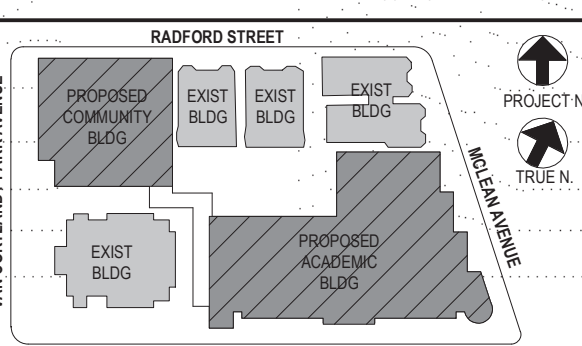 RADFORD STREET
PROPOSED
COMMUNITY
BLDG
EXIST
BLDG
EXIST
BLDG
EXIST
BLDG
PROJECT N
TRUE N.
MCLEAN AVENUE
EXIST
BLDG
PROPOSED
ACADEMIC
BLDG